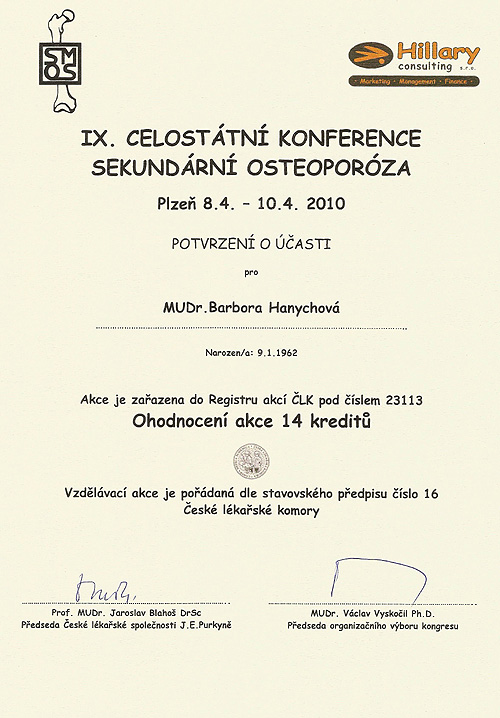 SMOS
Hillary
consulting s.r.o.
• Marketing • Management • Finance •
IX. CELOSTÁTNÍ KONFERENCE
SEKUNDÁRNÍ OSTEOPORÓZA
Plzeň 8.4. – 10.4. 2010
POTVRZENÍ O ÚČASTI
pro
MUDr.Barbora Hanychová
Narozen/a: 9.1.1962
Akce je zařazena do Registru akcí ČLK pod číslem 23113
Ohodnocení akce 14 kreditů
Vzdělávací akce je pořádaná dle stavovského předpisu číslo 16
České lékařské komory
Prof. MUDr. Jaroslav Blahoš DrSc
Předseda České lékařské společnosti J.E.Purkyně
MUDr. Václav Vyskočil Ph.D.
Předseda organizačního výboru kongresu